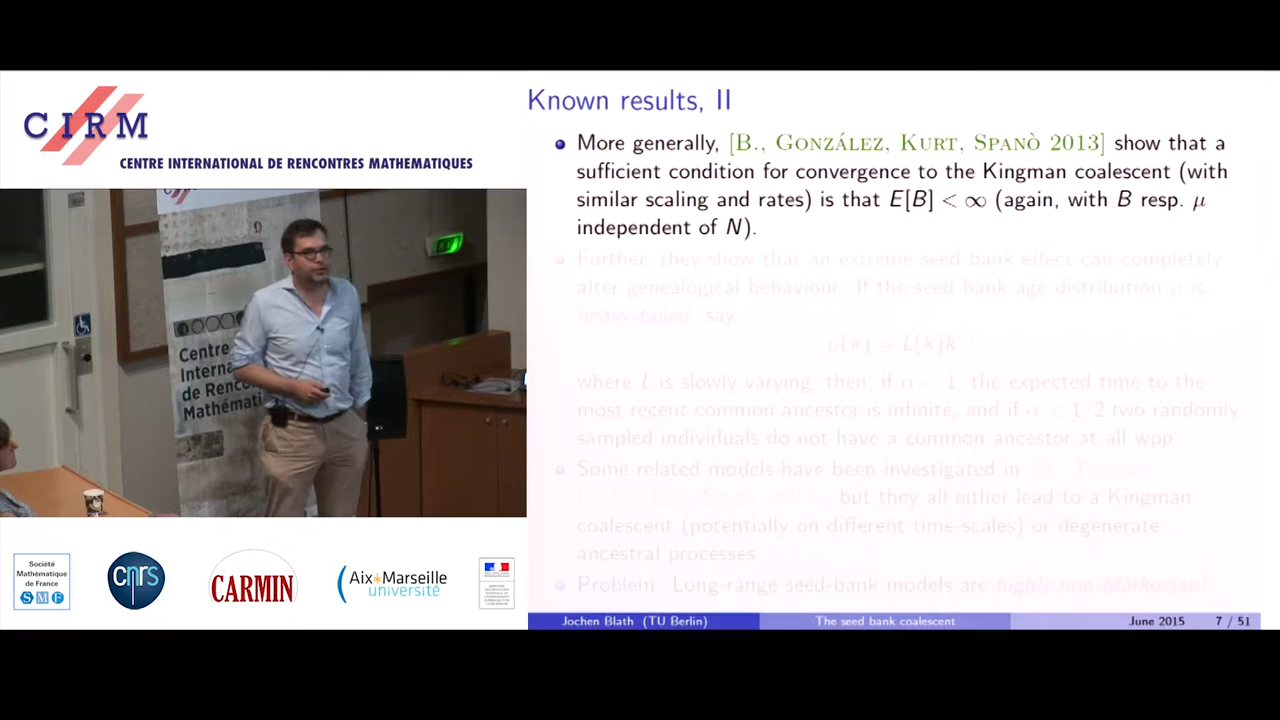 CIRM
CENTRE INTERNATIONAL DE RENCONTRES MATHEMATIQUES
Centre
Interna
de Renco
Mathémati
Société
Mathématique
de France
SMF
cnrs
CARMIN
Aix*Marseille
université
Known results, II
More generally, [B., GONZÁLEZ, KURT, SPANÒ 2013] show that a
sufficient condition for convergence to the Kingman coalescent (with
similar scaling and rates) is that E[B] < ∞ (again, with B resp. μ
independent of N).
Further, they show that an extreme seed bank effect can completely
alter genealogical behaviour. If the seed bank age distribution μ is
heavy-tailed, say
μ(k) = L(k)k
where L is slowly varying, then, if α < 1, the expected time to the
most recent common ancestor is infinite, and if α < 1/2 two randomly
sampled individuals do not have a common ancestor at all wpp
Some related models have been investigated in
but they all either lead to a Kingman
coalescent (potentially on different time-scales) or degenerate
ancestral processes
Problem: Long-range seed-bank models are highly non-Markov
Jochen Blath (TU Berlin)
The seed bank coalescent
June 2015
7 / 51